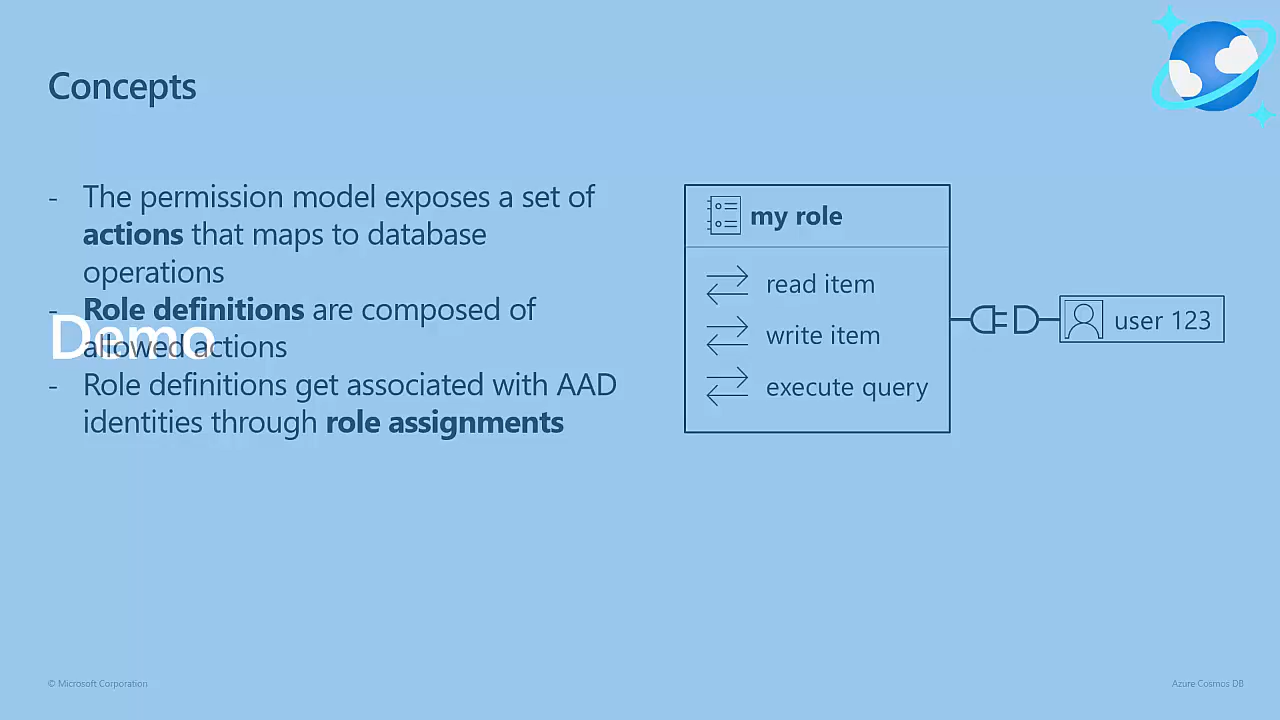 Concepts
- The permission model exposes a set of
actions that maps to database
operations
- Role definitions are composed of
allowed actions
Demo
- Role definitions get associated with AAD
identities through role assignments
my role
read item
write item
execute query
user 123
© Microsoft Corporation
Azure Cosmos DB